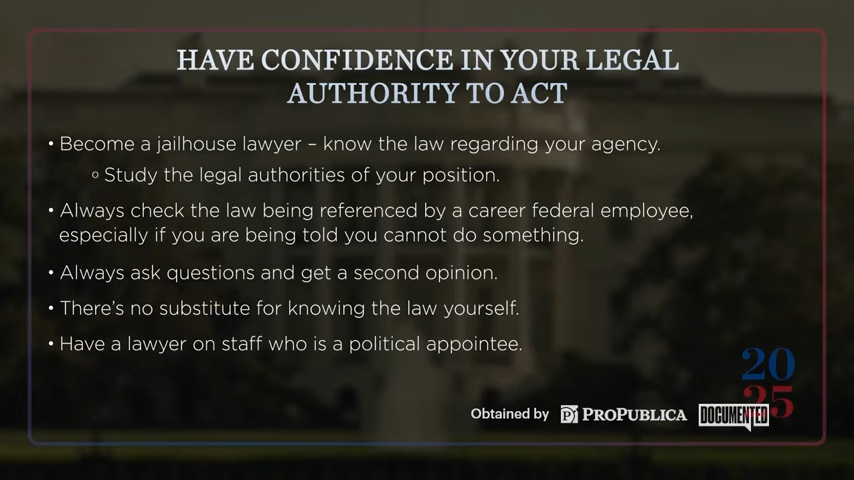 HAVE CONFIDENCE IN YOUR LEGAL
AUTHORITY TO ACT
• Become a jailhouse lawyer – know the law regarding your agency.
o Study the legal authorities of your position.
• Always check the law being referenced by a career federal employee,
especially if you are being told you cannot do something.
• Always ask questions and get a second opinion.
• There's no substitute for knowing the law yourself.
• Have a lawyer on staff who is a political appointee.
20
25
Obtained by PROPUBLICA DOCUMENTED